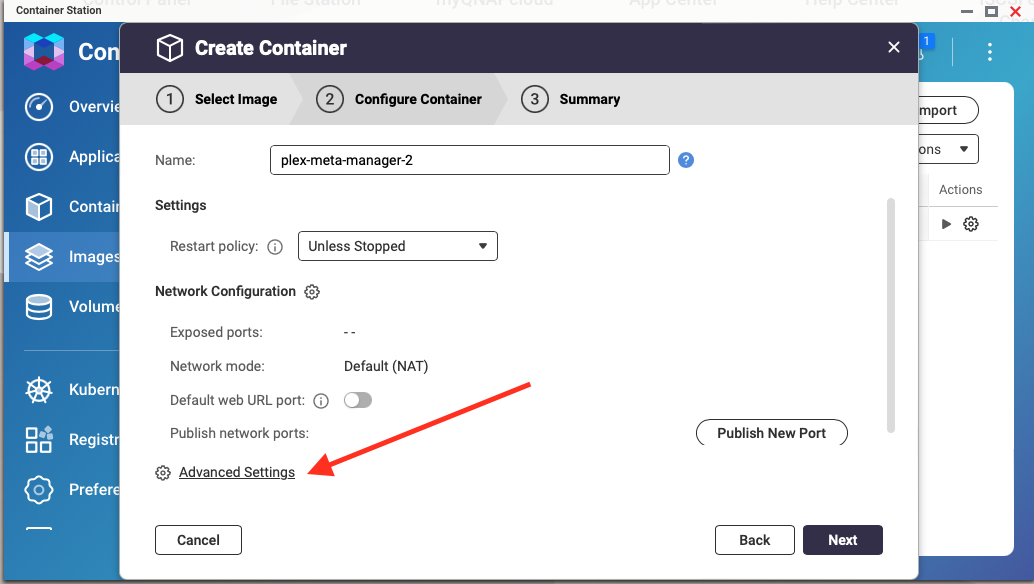 Container Station
Con
1
Create Container
1 Select Image
2 Configure Container
3 Summary
Overvie
Applica
Contain
Images
Volume
Kubern
Registr
Prefere
mport
ons
Actions
Name:
plex-meta-manager-2
?
Settings
Restart policy:
Unless Stopped
Network Configuration
Exposed ports:
--
Network mode:
Default (NAT)
Default web URL port:
Publish network ports:
Publish New Port
Advanced Settings
Cancel
Back
Next